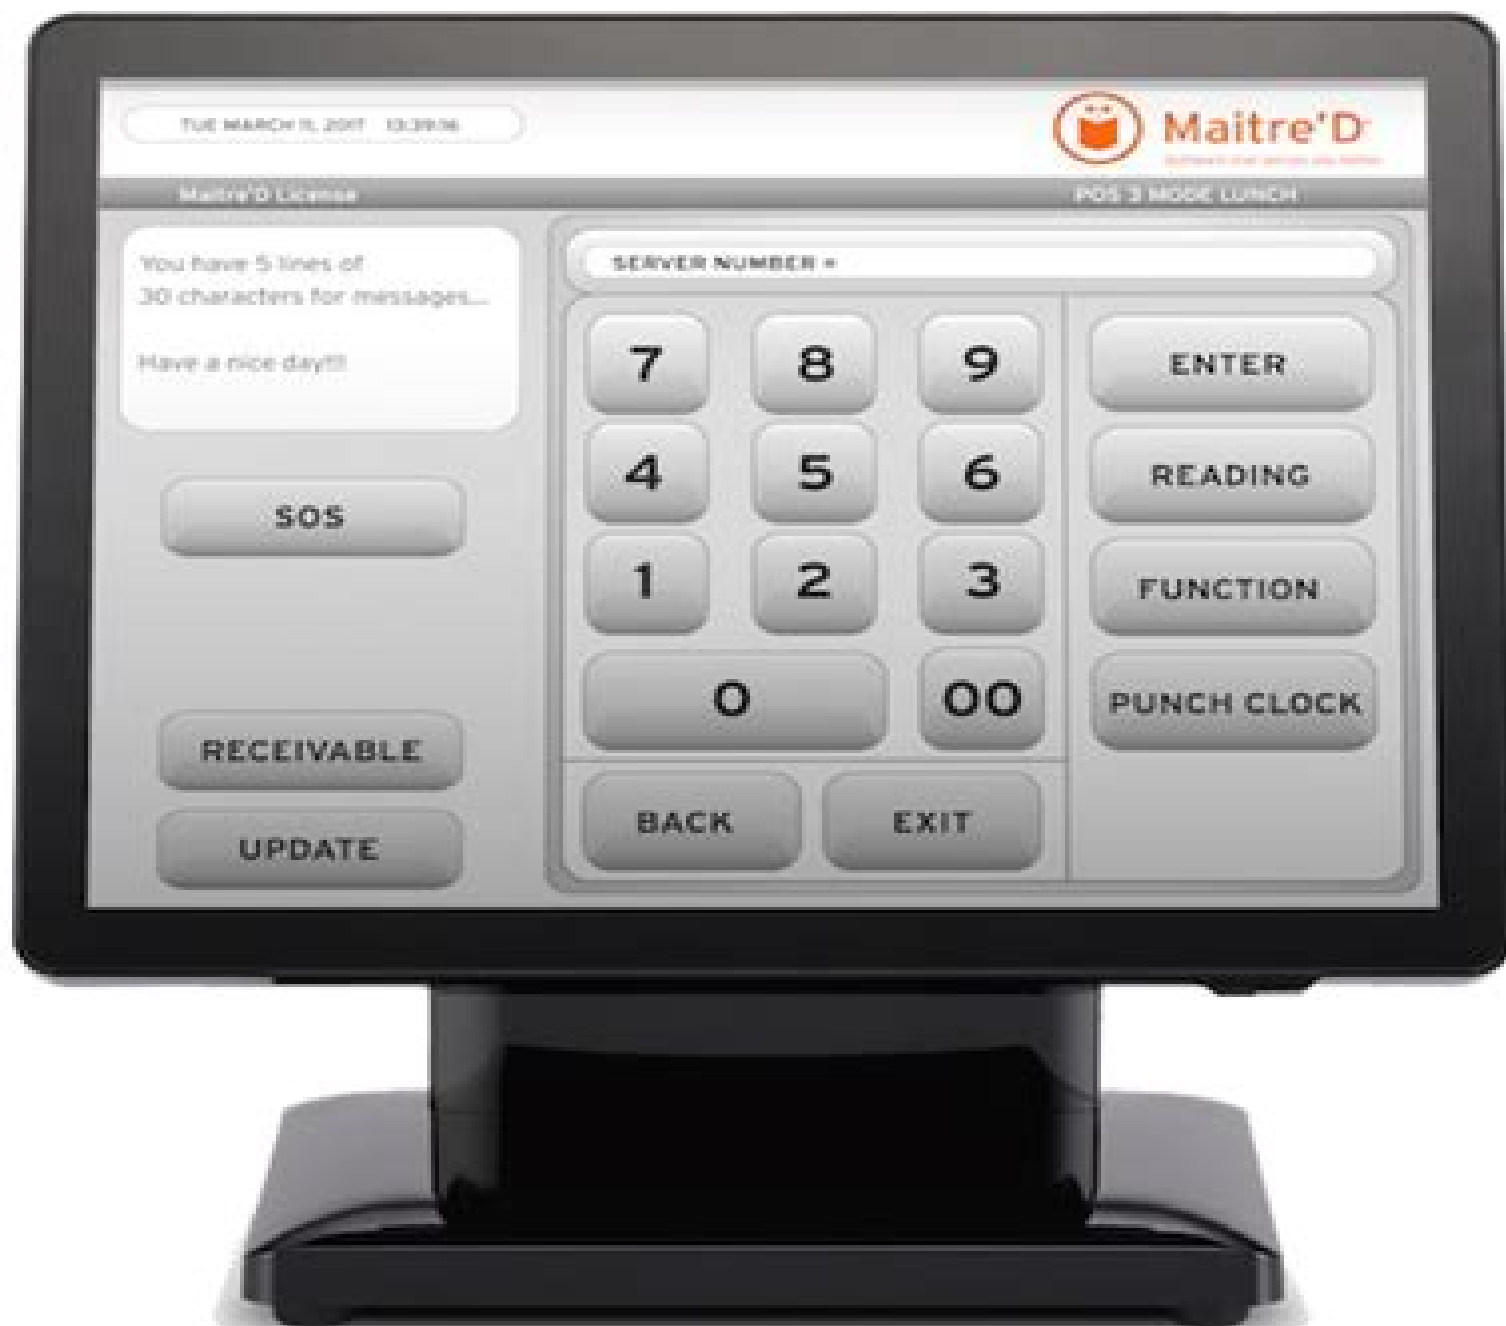 TUE MARCH 11, 2017 13:39:16
Maitre'D
Maitre'D License
POS 3 MODE LUNCH
You have 5 lines of
30 characters for messages...
Have a nice day!!!
SERVER NUMBER =
7 8 9 ENTER
4 5 6 READING
SOS
1 2 3 FUNCTION
0 00 PUNCH CLOCK
RECEIVABLE
BACK EXIT
UPDATE